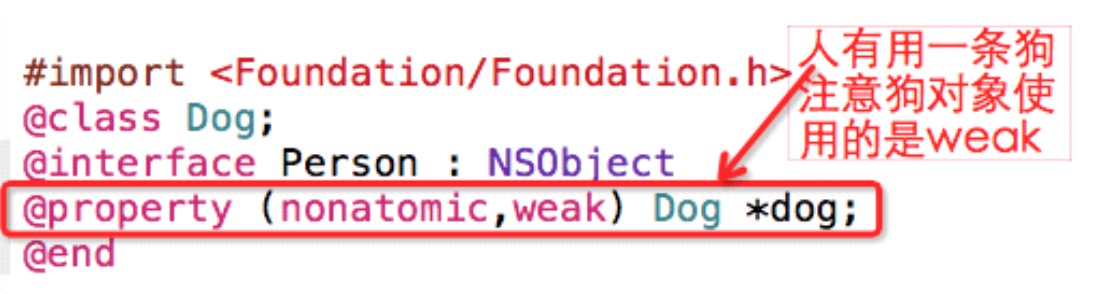 #import <Foundation/Foundation.h>
@class Dog;
@interface Person : NSObject
@property (nonatomic,weak) Dog *dog;
@end
人有用一条狗
注意狗对象使
用的是weak